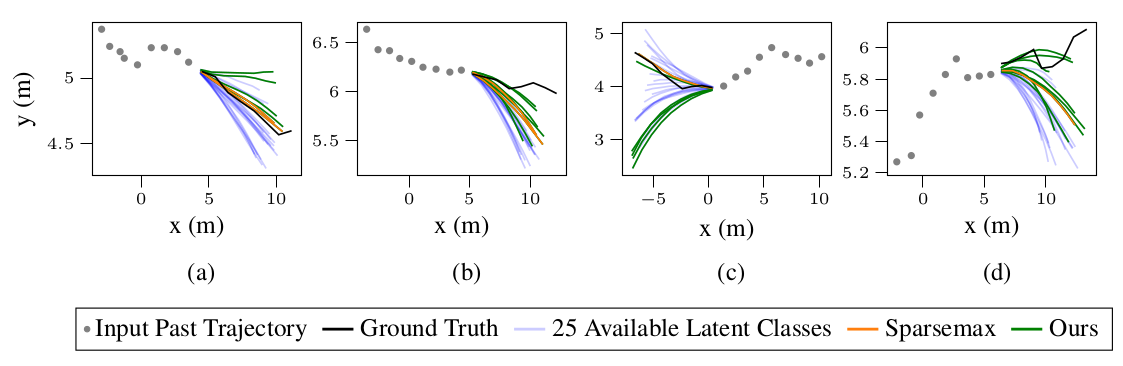 y (m)
5
4.5
0
5
10
x (m)
(a)
6.5
6
5.5
0
5
10
x (m)
(b)
5
4
3
−5
0
5
10
x (m)
(c)
6
5.8
5.6
5.4
5.2
0
10
x (m)
(d)
Input Past Trajectory Ground Truth 25 Available Latent Classes Sparsemax Ours